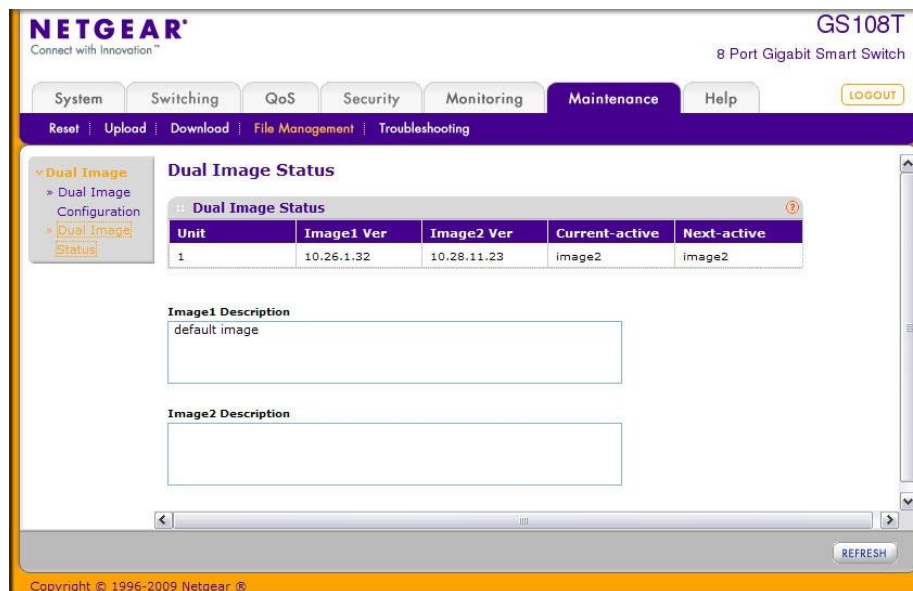 NETGEAR®
Connect with Innovation™
GS108T
8 Port Gigabit Smart Switch
System Switching QoS Security Monitoring Maintenance Help LOGOUT
Reset | Upload | Download | File Management | Troubleshooting
Dual Image
» Dual Image Configuration
» Dual Image Status
Dual Image Status
Dual Image Status ?
Unit Image1 Ver Image2 Ver Current-active Next-active
1 10.26.1.32 10.28.11.23 image2 image2
Image1 Description
default image
Image2 Description
REFRESH
Copyright © 1996-2009 Netgear ®